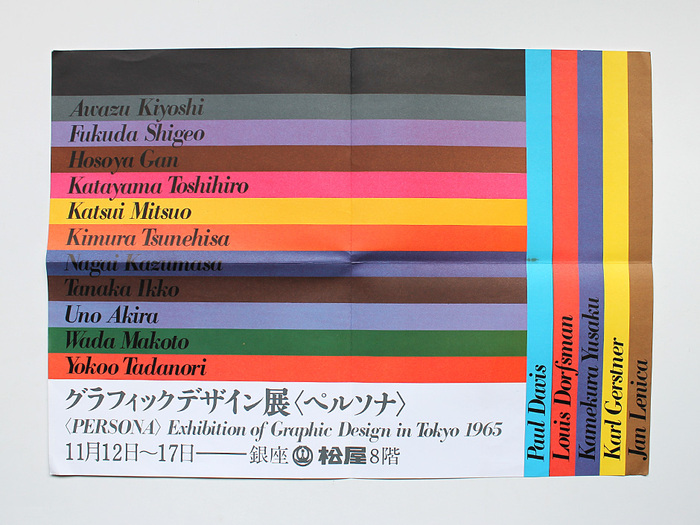 Awazu Kiyoshi
Fukuda Shigeo
Hosoya Gan
Katayama Toshihiro
Katsui Mitsuo
Kimura Tsunehisa
Nagai Kazumasa
Tanaka Ikko
Uno Akira
Wada Makoto
Yokoo Tadanori
グラフィックデザイン展〈ペルソナ〉
〈PERSONA〉 Exhibition of Graphic Design in Tokyo 1965
11月12日〜17日——銀座 松屋8階
Paul Davis
Louis Dorfsman
Kamekura Yusaku
Karl Gerstner
Jan Lenica